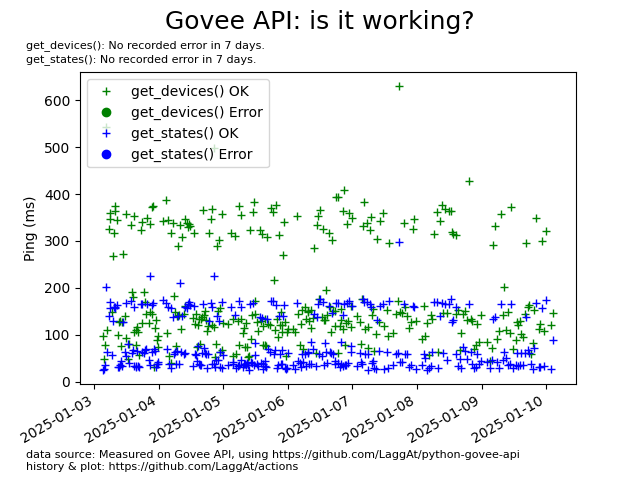 Govee API: is it working?
get_devices(): No recorded error in 7 days.
get_states(): No recorded error in 7 days.
get_devices() OK
get_devices() Error
get_states() OK
get_states() Error
Ping (ms)
600
500
400
300
200
100
0
2025-01-03
2025-01-04
2025-01-05
2025-01-06
2025-01-07
2025-01-08
2025-01-09
2025-01-10
data source: Measured on Govee API, using https://github.com/LaggAt/python-govee-api
history & plot: https://github.com/LaggAt/actions